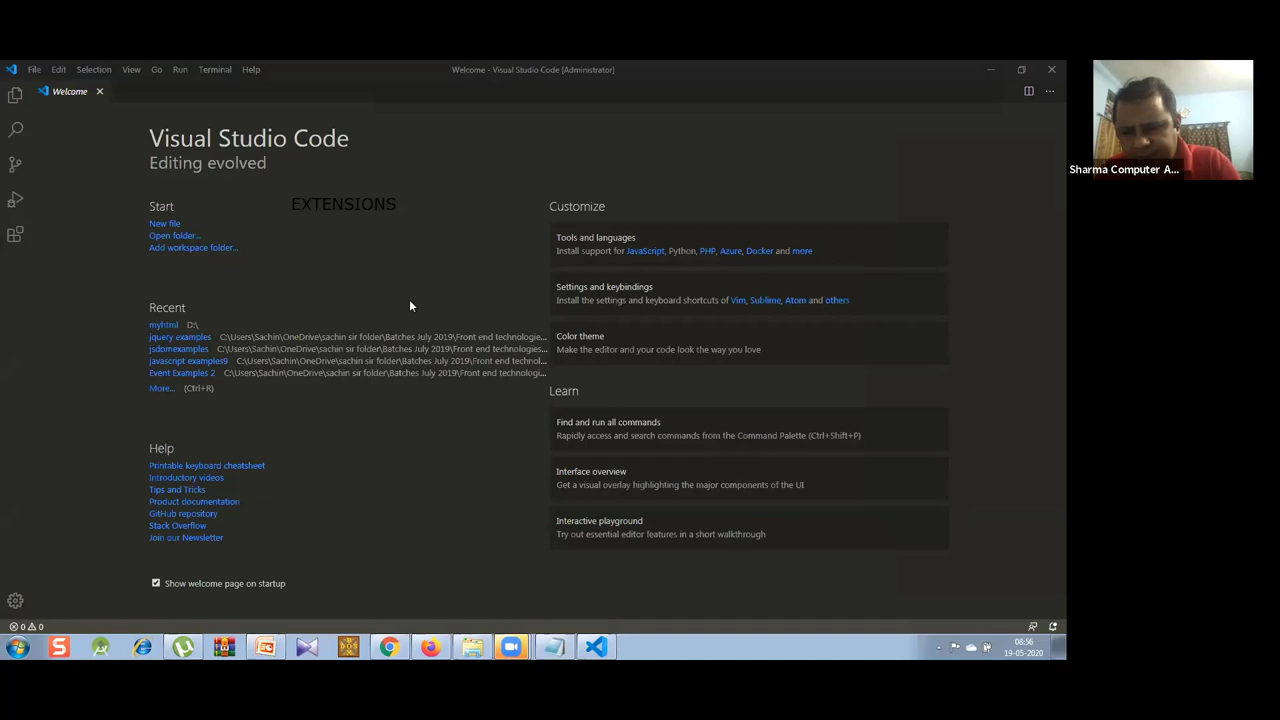 File Edit Selection View Go Run Terminal Help
Welcome - Visual Studio Code [Administrator]
Welcome
Visual Studio Code
Editing evolved
Start
EXTENSIONS
New file
Open folder...
Add workspace folder...
Recent
myhtml D:\
jquery examples C:\Users\Sachin\OneDrive\sachin sir folder\Batches July 2019\Front end technologie...
jsdomexamples C:\Users\Sachin\OneDrive\sachin sir folder\Batches July 2019\Front end technologies...
javascript examples9 C:\Users\Sachin\OneDrive\sachin sir folder\Batches July 2019\Front end technol...
Event Examples 2 C:\Users\Sachin\OneDrive\sachin sir folder\Batches July 2019\Front end technologi...
More... (Ctrl+R)
Help
Printable keyboard cheatsheet
Introductory videos
Tips and Tricks
Product documentation
GitHub repository
Stack Overflow
Join our Newsletter
Show welcome page on startup
Customize
Tools and languages
Install support for JavaScript, Python, PHP, Azure, Docker and more
Settings and keybindings
Install the settings and keyboard shortcuts of Vim, Sublime, Atom and others
Color theme
Make the editor and your code look the way you love
Learn
Find and run all commands
Rapidly access and search commands from the Command Palette (Ctrl+Shift+P)
Interface overview
Get a visual overlay highlighting the major components of the UI
Interactive playground
Try out essential editor features in a short walkthrough
0 0
08:56
19-05-2020
Sharma Computer A...